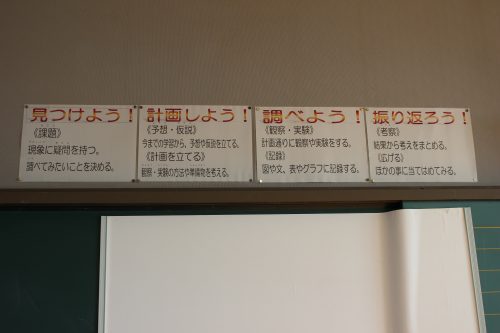 見つけよう！
《課題》
現象に疑問を持つ。
調べてみたいことを決める。
計画しよう！
《予想・仮説》
今までの学習から、予想や仮説を立てる。
《計画を立てる》
観察・実験の方法や準備物を考える。
調べよう！
《観察・実験》
計画通りに観察や実験をする。
《記録》
図や文、表やグラフに記録する。
振り返ろう！
《考察》
結果から考えをまとめる。
《広げる》
ほかの事に当てはめてみる。